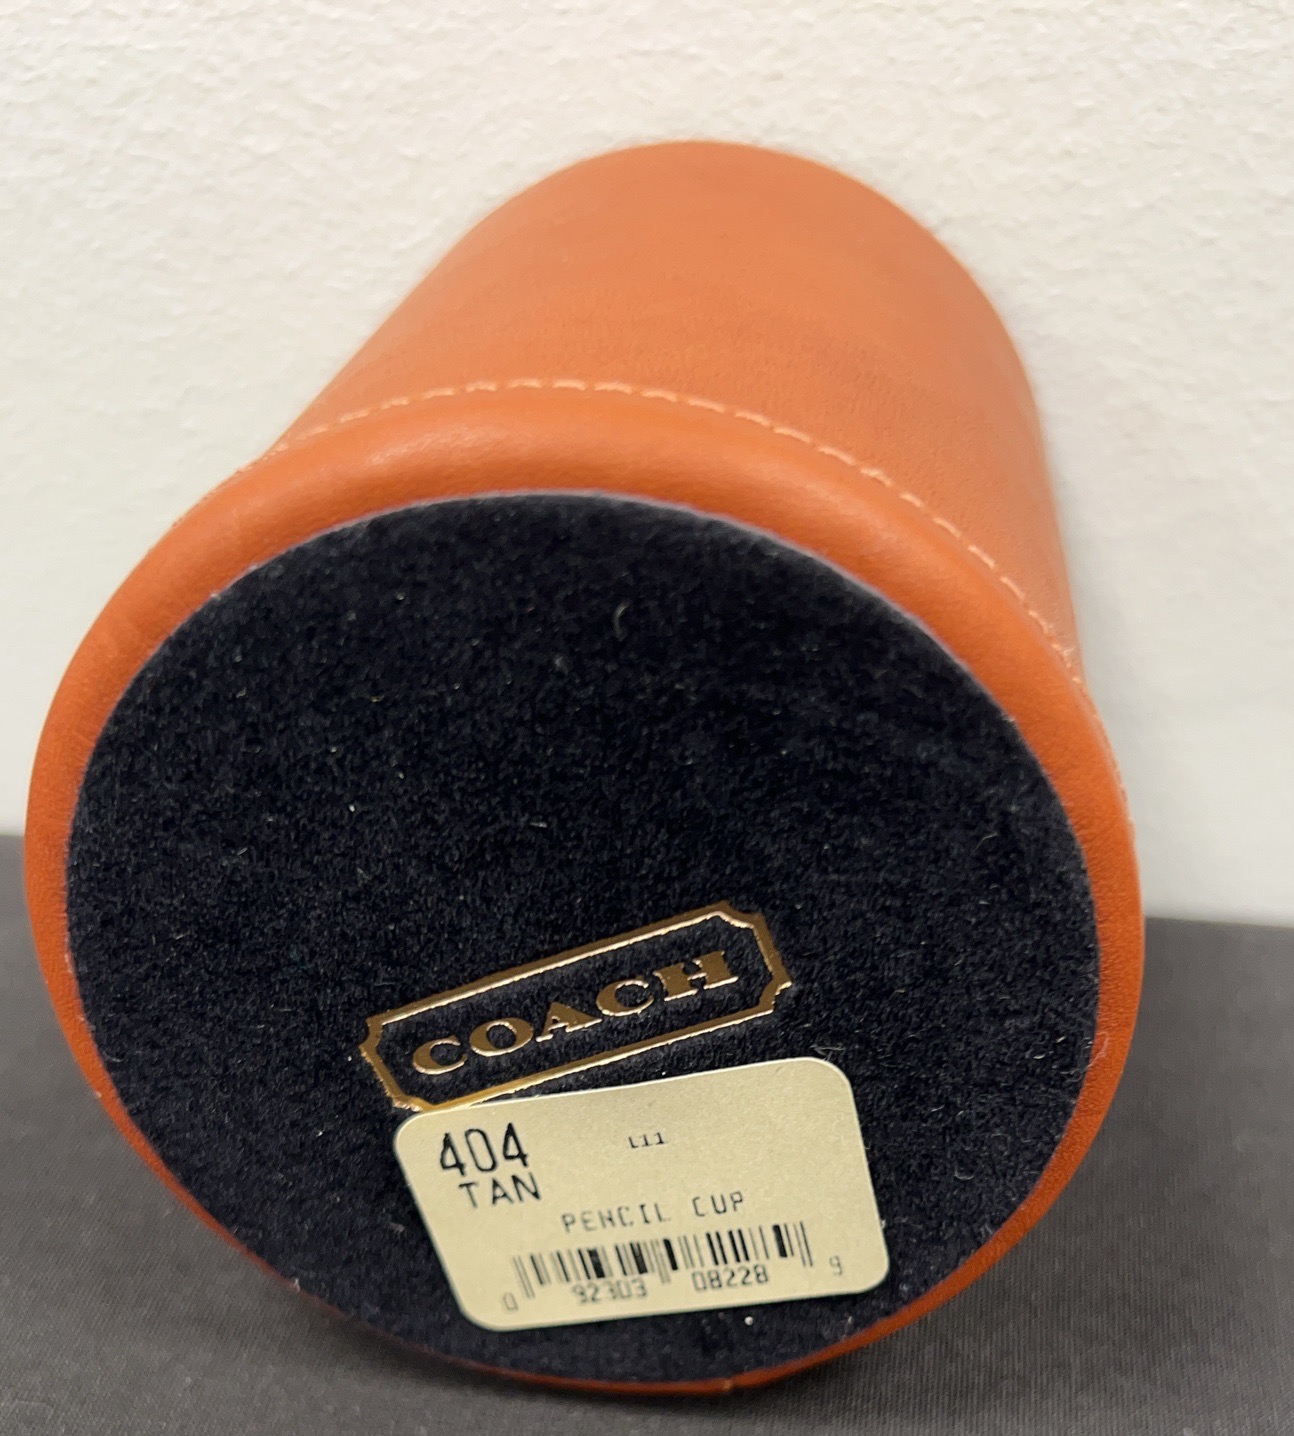 COACH
404
TAN
PENCIL CUP
0 92303 08228 9